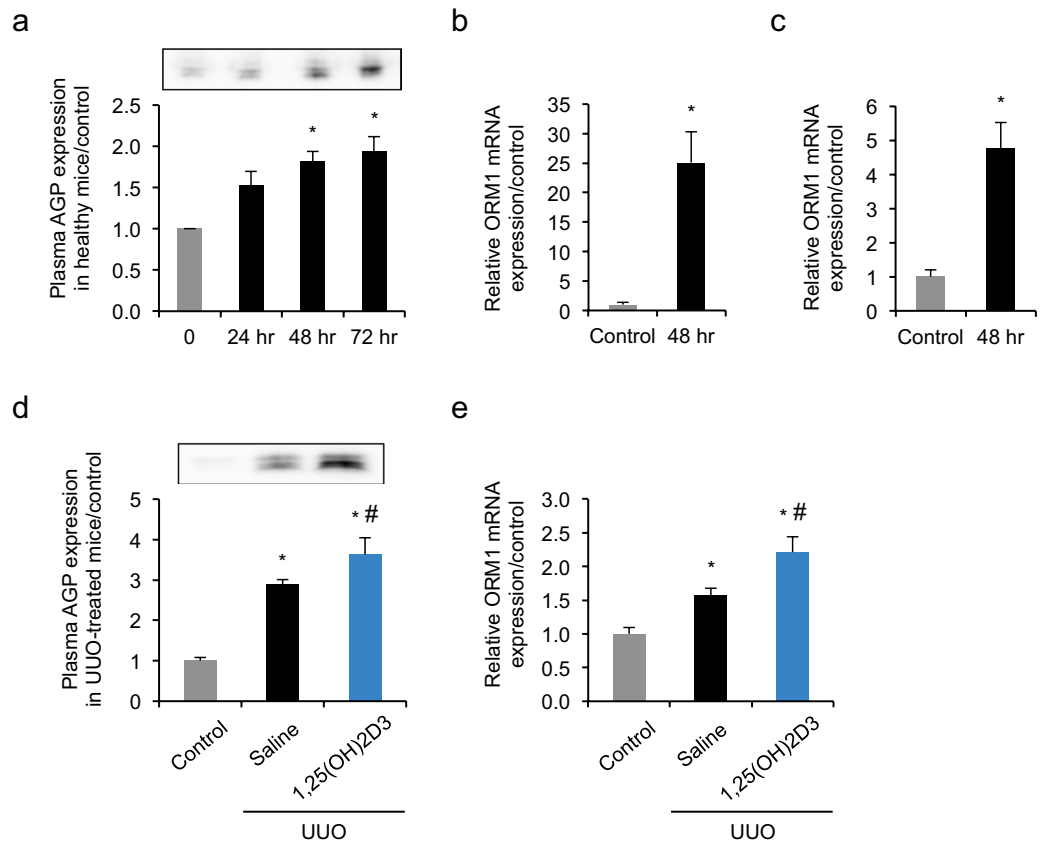 a
Plasma AGP expression
in healthy mice/control
2.5
2.0
1.5
1.0
0.5
0.0
*
*
0 24 hr 48 hr 72 hr
b
Relative ORM1 mRNA
expression/control
35
30
25
20
15
10
5
0
*
Control 48 hr
c
Relative ORM1 mRNA
expression/control
6
5
4
3
2
1
0
*
Control 48 hr
d
Plasma AGP expression
in UUO-treated mice/control
5
4
3
2
1
0
*
* #
Control
Saline
1,25(OH)2D3
UUO
e
Relative ORM1 mRNA
expression/control
3.0
2.5
2.0
1.5
1.0
0.5
0.0
*
* #
Control
Saline
1,25(OH)2D3
UUO